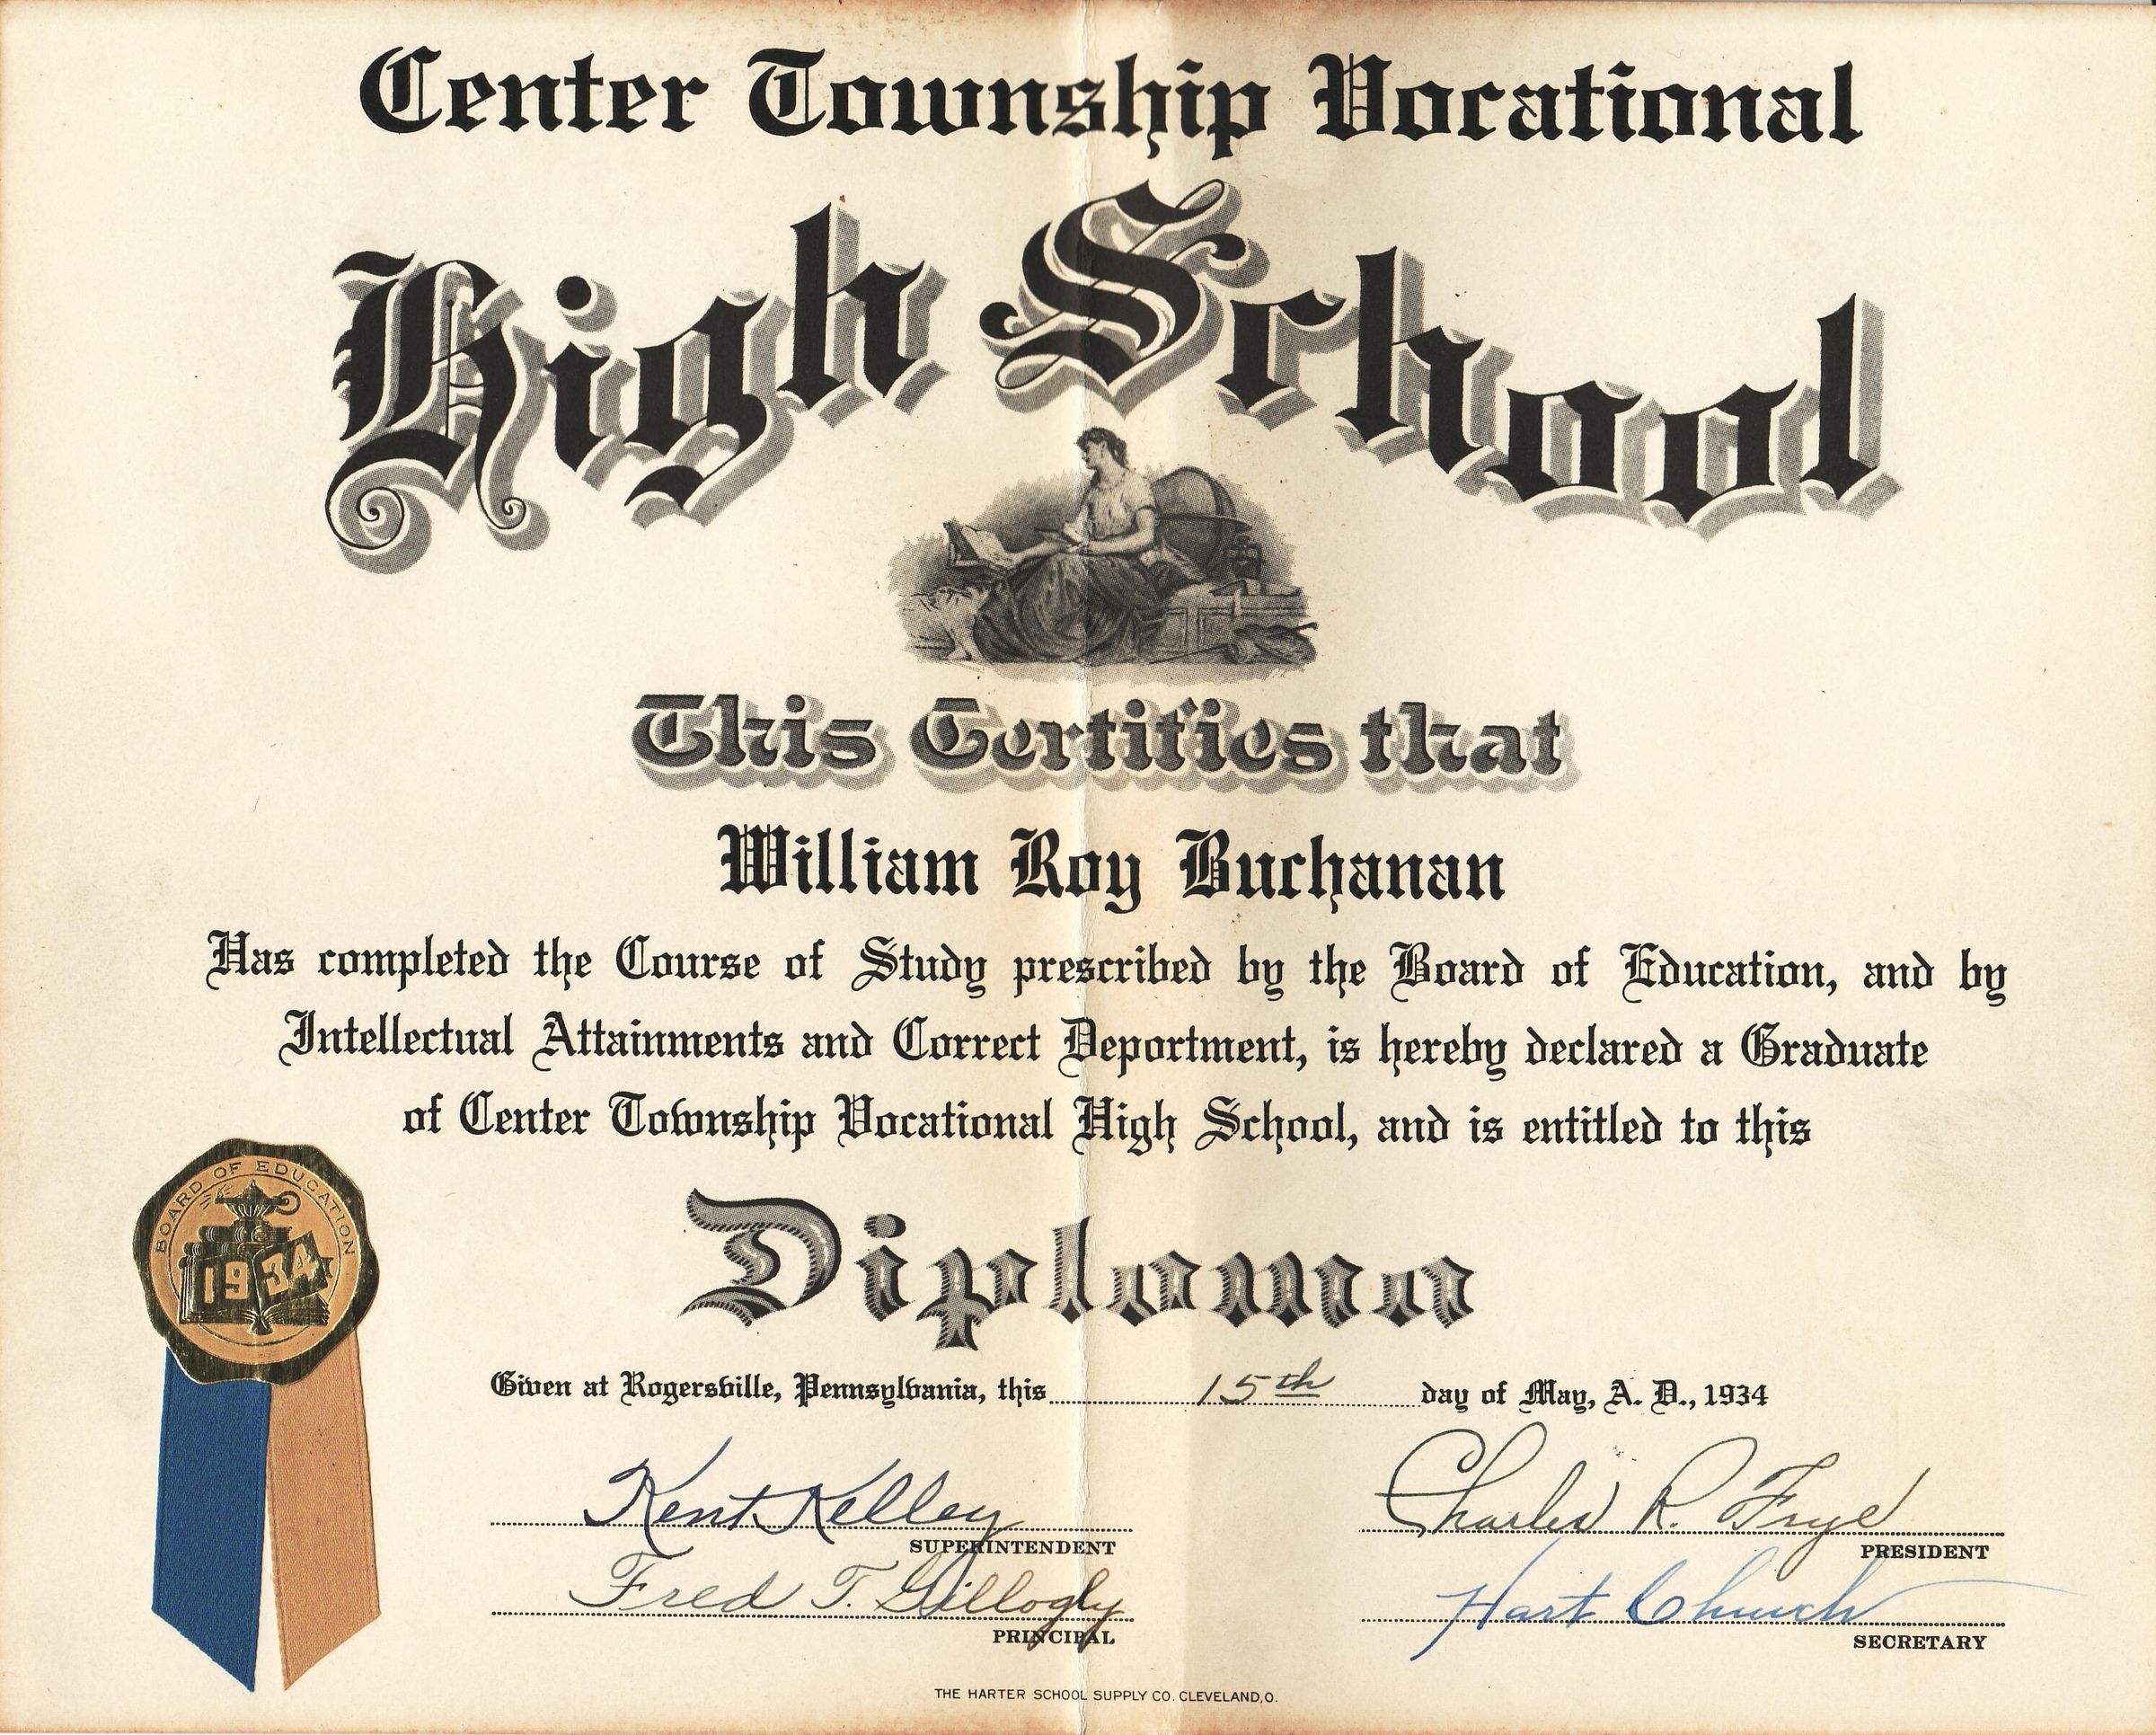 Center Township Vocational
High School
This Certifies that
William Roy Buchanan
Has completed the Course of Study prescribed by the Board of Education, and by
Intellectual Attainments and Correct Deportment, is hereby declared a Graduate
of Center Township Vocational High School, and is entitled to this
BOARD OF EDUCATION
1934
Diploma
Given at Rogersville, Pennsylvania, this 15th day of May, A. D., 1934
Kent Kelley
SUPERINTENDENT
Charles R. Frye
PRESIDENT
Fred T. Gillogly
PRINCIPAL
Hart Church
SECRETARY
THE HARTER SCHOOL SUPPLY CO. CLEVELAND, O.